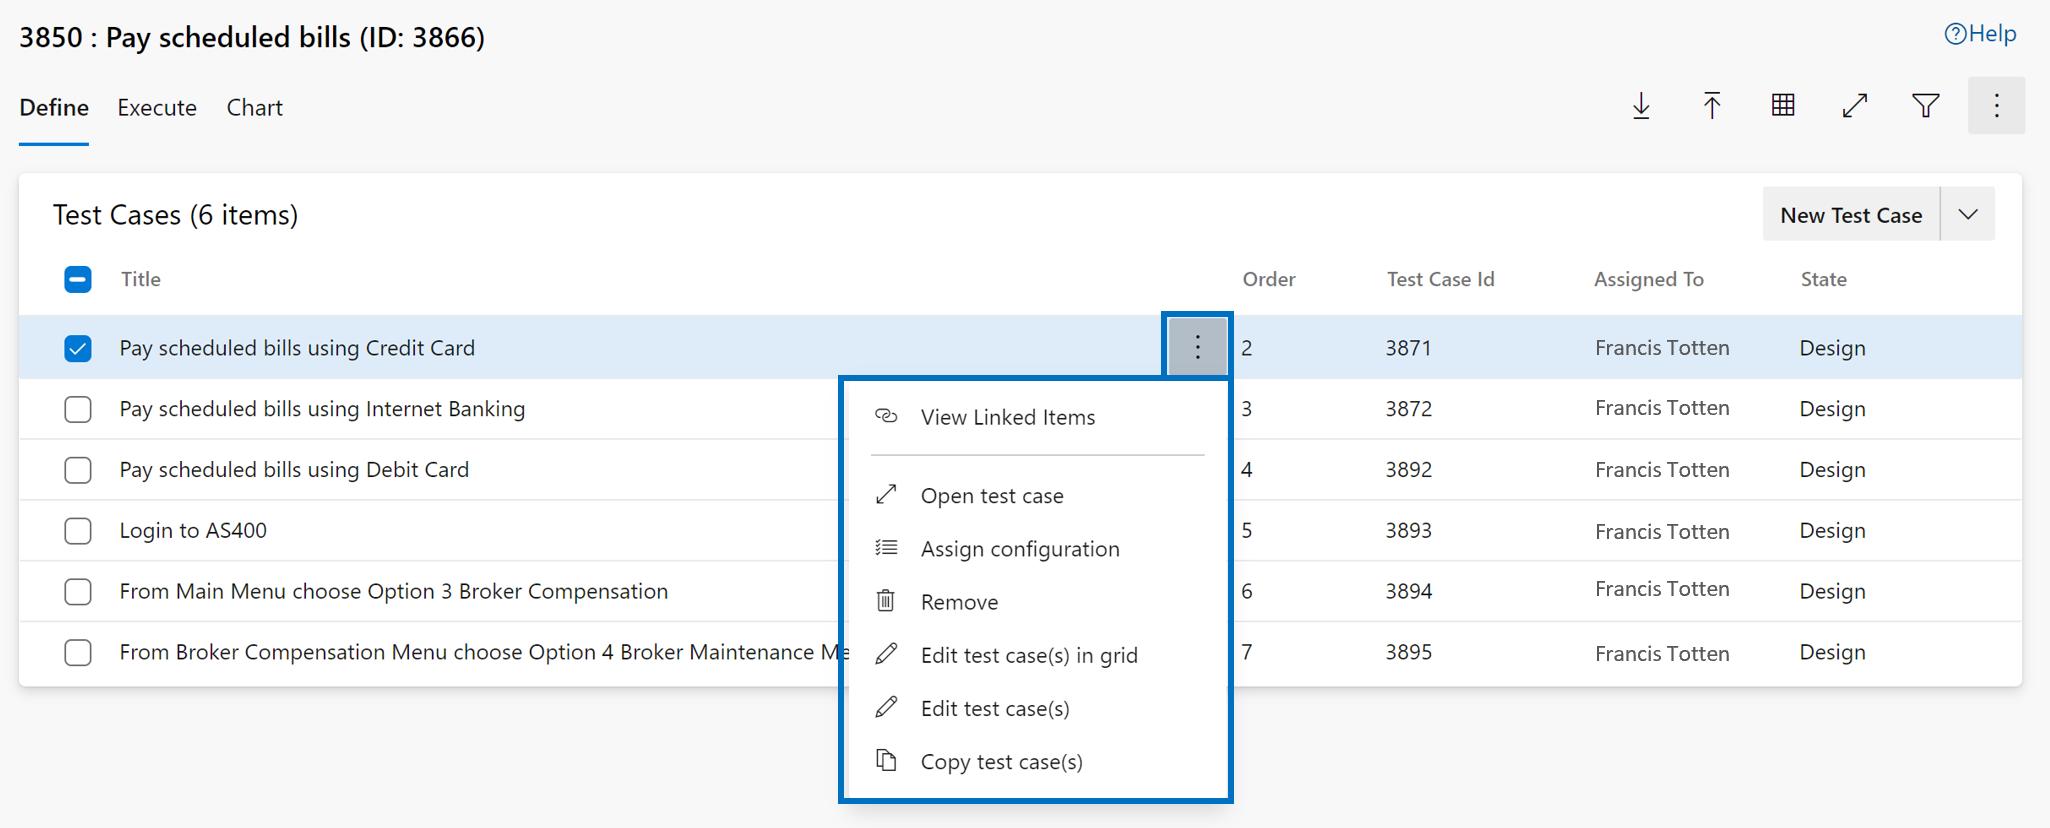 3850 : Pay scheduled bills (ID: 3866)
Help
Define Execute Chart
Test Cases (6 items)
New Test Case
Title Order Test Case Id Assigned To State
Pay scheduled bills using Credit Card 2 3871 Francis Totten Design
Pay scheduled bills using Internet Banking 3 3872 Francis Totten Design
Pay scheduled bills using Debit Card 4 3892 Francis Totten Design
Login to AS400 5 3893 Francis Totten Design
From Main Menu choose Option 3 Broker Compensation 6 3894 Francis Totten Design
From Broker Compensation Menu choose Option 4 Broker Maintenance Me 7 3895 Francis Totten Design
View Linked Items
Open test case
Assign configuration
Remove
Edit test case(s) in grid
Edit test case(s)
Copy test case(s)